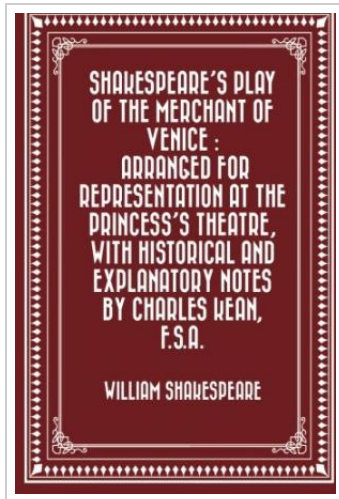 SHAKESPEARE'S PLAY
OF THE MERCHANT OF
VENICE :
ARRANGED FOR
REPRESENTATION AT THE
PRINCESS'S THEATRE,
WITH HISTORICAL AND
EXPLANATORY NOTES
BY CHARLES KEAN,
F.S.A.
WILLIAM SHAKESPEARE